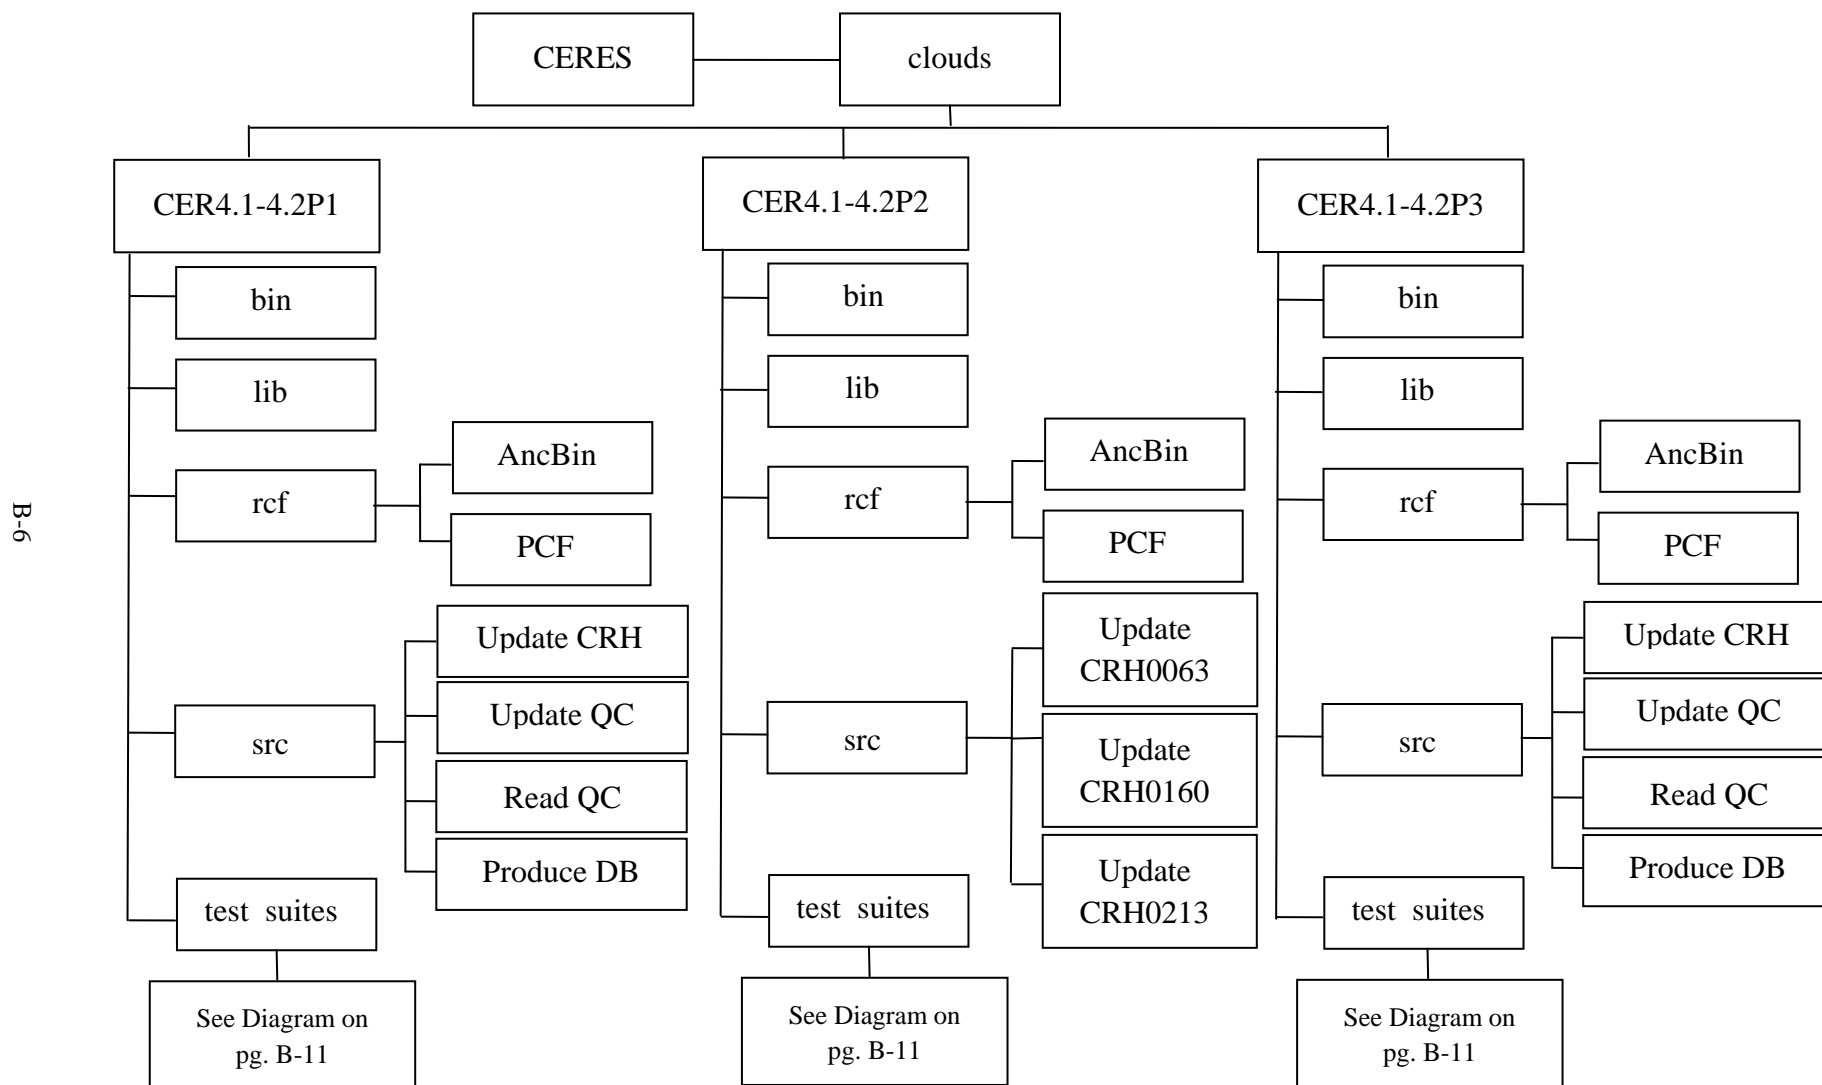 CERES
clouds
CER4.1-4.2P1
bin
lib
rcf
AncBin
PCF
src
Update CRH
Update QC
Read QC
Produce DB
test suites
See Diagram on
pg. B-11
CER4.1-4.2P2
bin
lib
rcf
AncBin
PCF
src
Update
CRH0063
Update
CRH0160
Update
CRH0213
test suites
See Diagram on
pg. B-11
CER4.1-4.2P3
bin
lib
rcf
AncBin
PCF
src
Update CRH
Update QC
Read QC
Produce DB
test suites
See Diagram on
pg. B-11
B-6